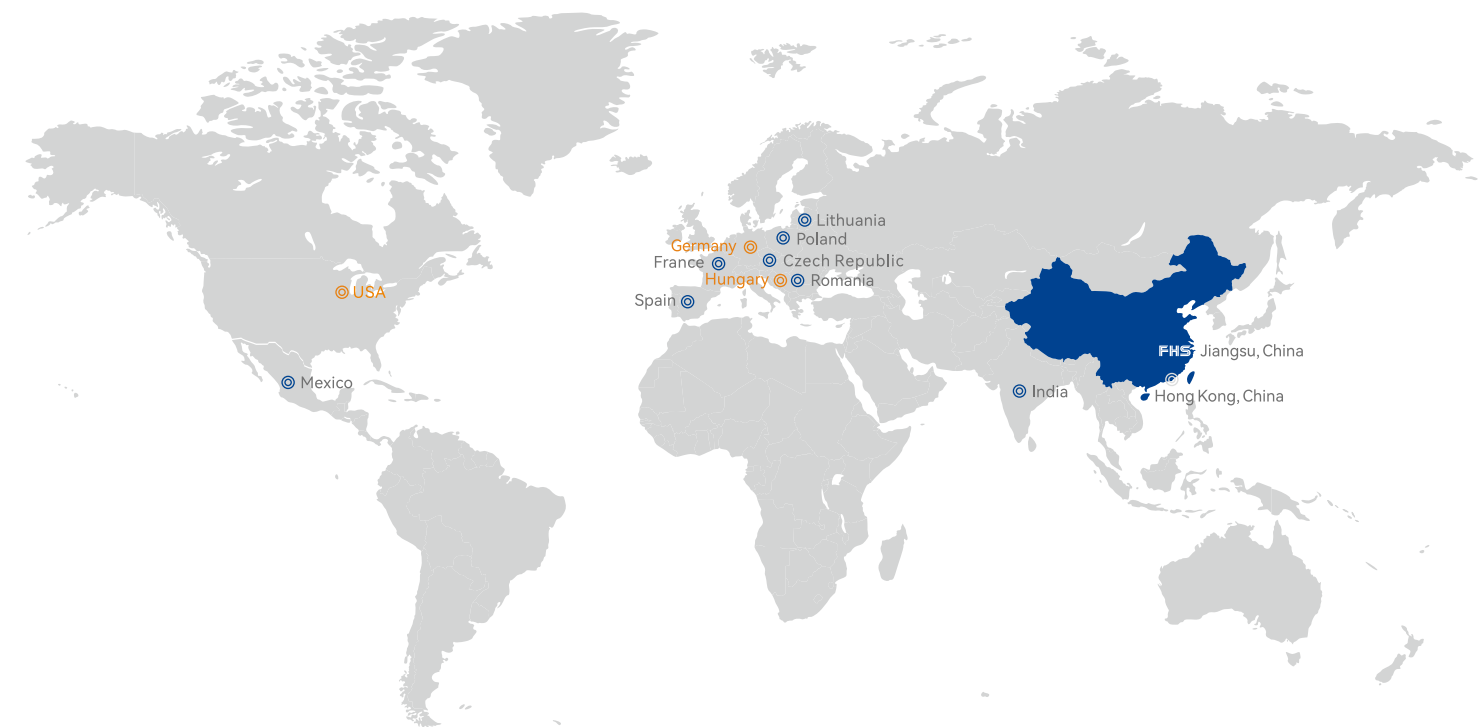 Lithuania
Poland
Germany
Czech Republic
France
Hungary
Romania
USA
Spain
FHS Jiangsu, China
Mexico
India
Hong Kong, China